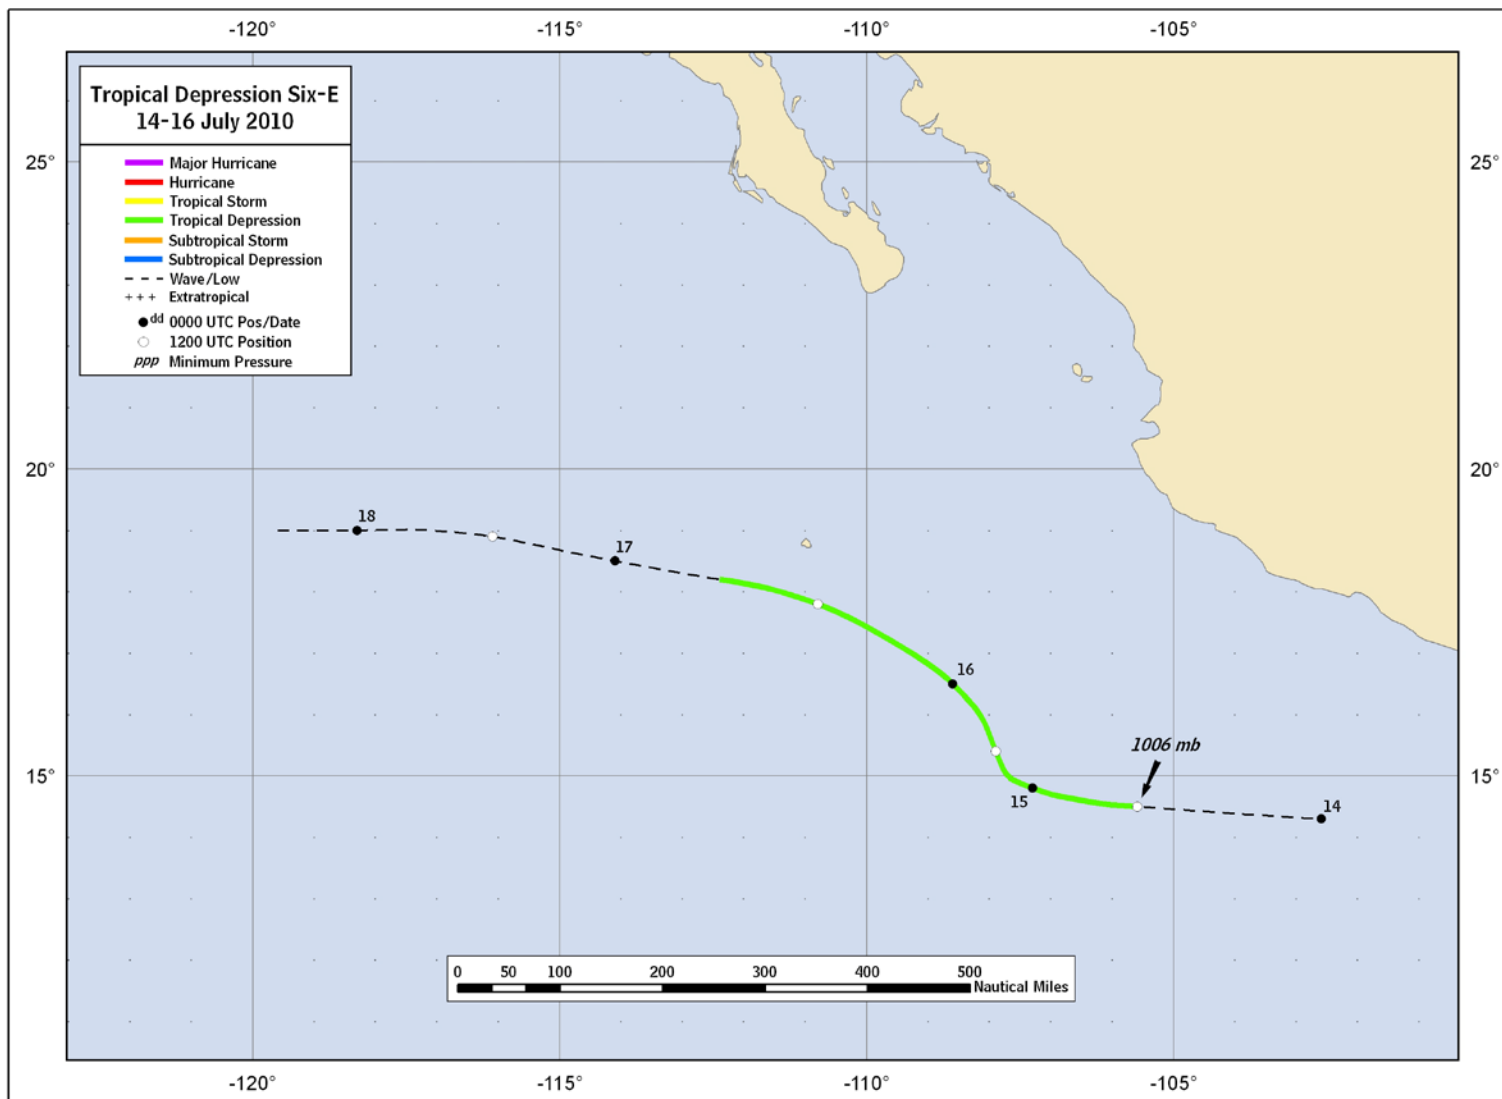 -120° -115° -110° -105°
Tropical Depression Six-E
14-16 July 2010
Major Hurricane
Hurricane
Tropical Storm
Tropical Depression
Subtropical Storm
Subtropical Depression
Wave/Low
+++ Extratropical
dd 0000 UTC Pos/Date
1200 UTC Position
ppp Minimum Pressure
25° 25°
20° 20°
18
17
16
1006 mb
15° 15°
15
14
0 50 100 200 300 400 500
Nautical Miles
-120° -115° -110° -105°